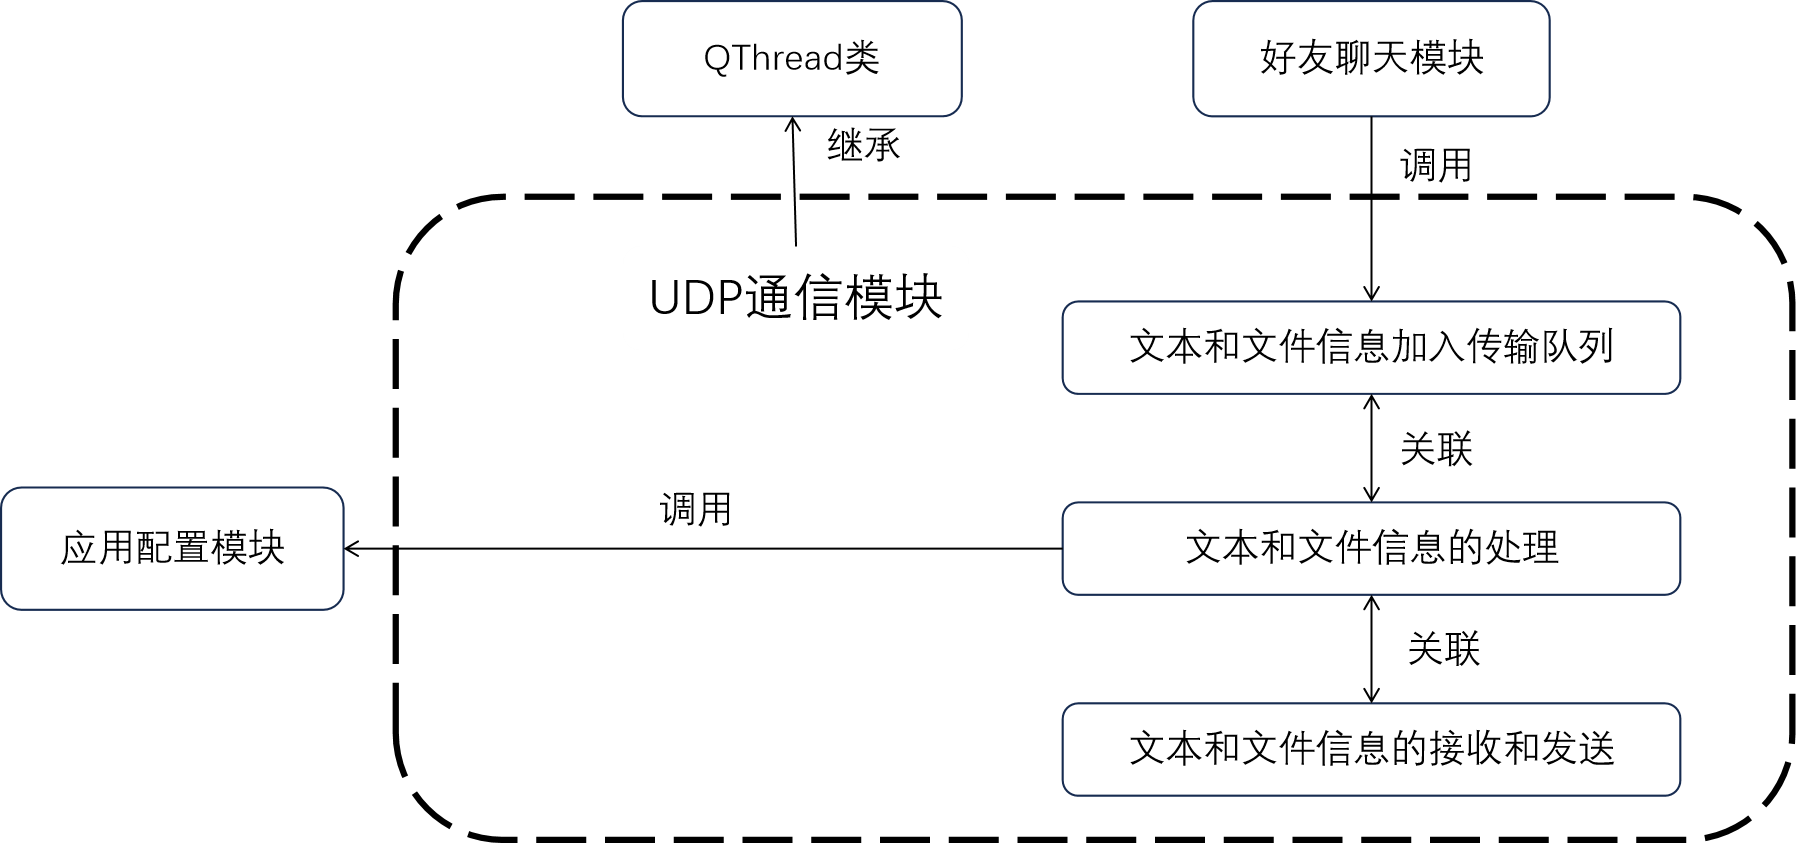 QThread类
好友聊天模块
继承
调用
UDP通信模块
文本和文件信息加入传输队列
关联
调用
应用配置模块
文本和文件信息的处理
关联
文本和文件信息的接收和发送